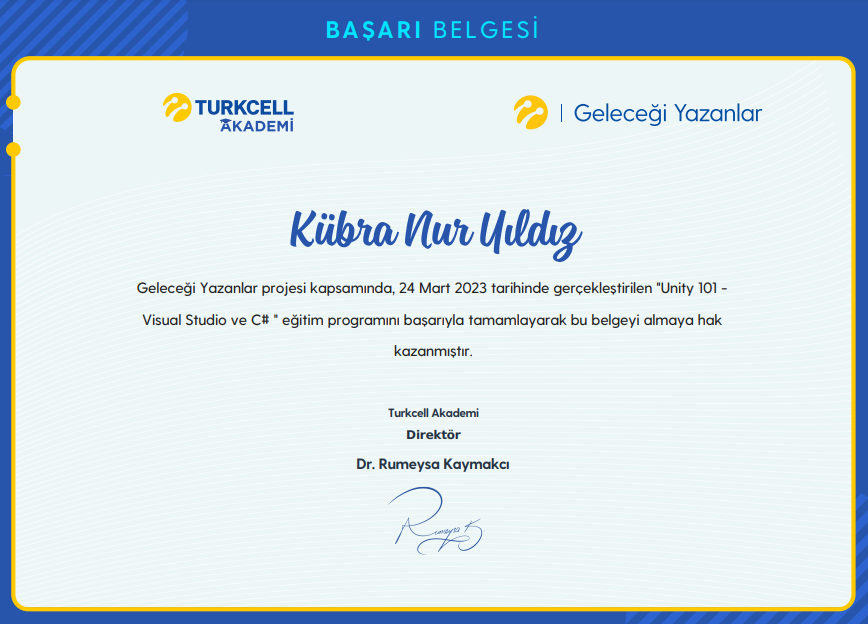 BAŞARI BELGESİ
TURKCELL
AKADEMİ
| Geleceği Yazanlar
Kübra Nur Yıldız
Geleceği Yazanlar projesi kapsamında, 24 Mart 2023 tarihinde gerçekleştirilen "Unity 101 -
Visual Studio ve C# " eğitim programını başarıyla tamamlayarak bu belgeyi almaya hak
kazanmıştır.
Turkcell Akademi
Direktör
Dr. Rumeysa Kaymakcı
Rumeysa K